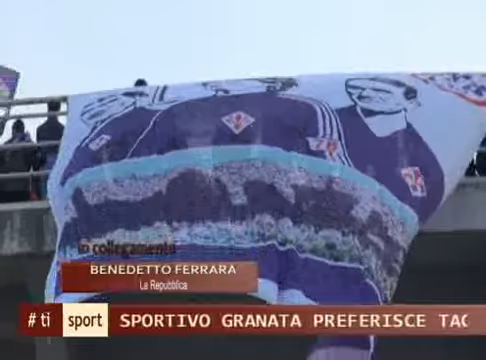 in collegamento
BENEDETTO FERRARA
La Repubblica
#ti sport SPORTIVO GRANATA PREFERISCE TAC